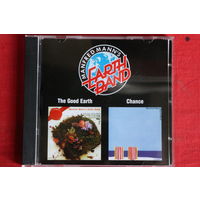 MANFRED MANN'S
EARTH BAND
The Good Earth
Chance